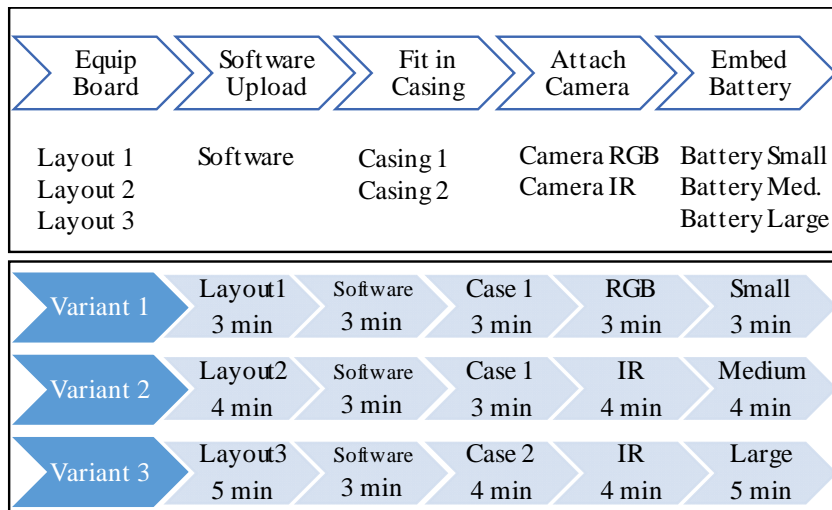 Equip Board
Software Upload
Fit in Casing
Attach Camera
Embed Battery
Layout 1
Layout 2
Layout 3
Software
Casing 1
Casing 2
Camera RGB
Camera IR
Battery Small
Battery Med.
Battery Large
Variant 1
Layout1
3 min
Software
3 min
Case 1
3 min
RGB
3 min
Small
3 min
Variant 2
Layout2
4 min
Software
3 min
Case 1
3 min
IR
4 min
Medium
4 min
Variant 3
Layout3
5 min
Software
3 min
Case 2
4 min
IR
4 min
Large
5 min